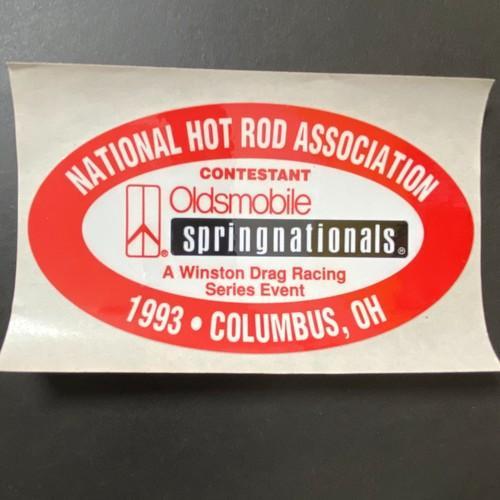 NATIONAL HOT ROD ASSOCIATION
CONTESTANT
Oldsmobile
springnationals®
®
A Winston Drag Racing
Series Event
1993 • COLUMBUS, OH